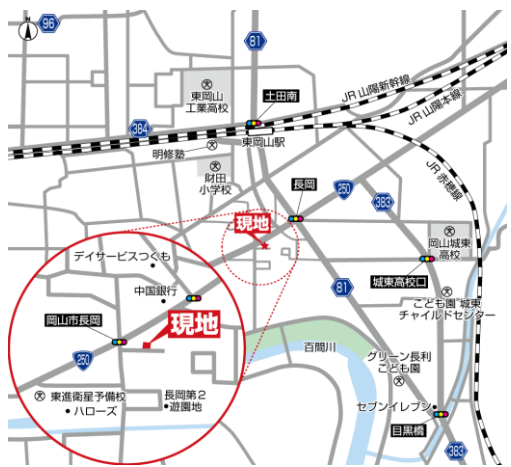 N
96
81
東岡山
工業高校
土田南
JR山陽新幹線
JR山陽本線
384
東岡山駅
明修塾
財田
小学校
JR赤穂線
長岡
250
383
現地
岡山城東
高校
デイサービスつくも
城東高校口
中国銀行
81
こども園 城東
チャイルドセンター
岡山市長岡
現地
百間川
グリーン長利
こども園
250
東進衛星予備校
ハローズ
長岡第2
遊園地
セブンイレブン
目黒橋
383